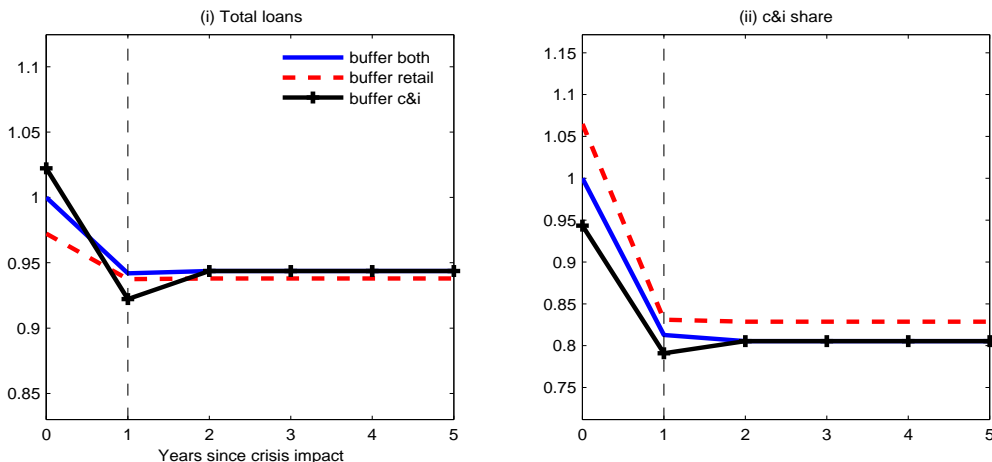 (i) Total loans
1.1
1.05
1
0.95
0.9
0.85
buffer both
buffer retail
buffer c&i
0 1 2 3 4 5
Years since crisis impact
(ii) c&i share
1.15
1.1
1.05
1
0.95
0.9
0.85
0.8
0.75
0 1 2 3 4 5